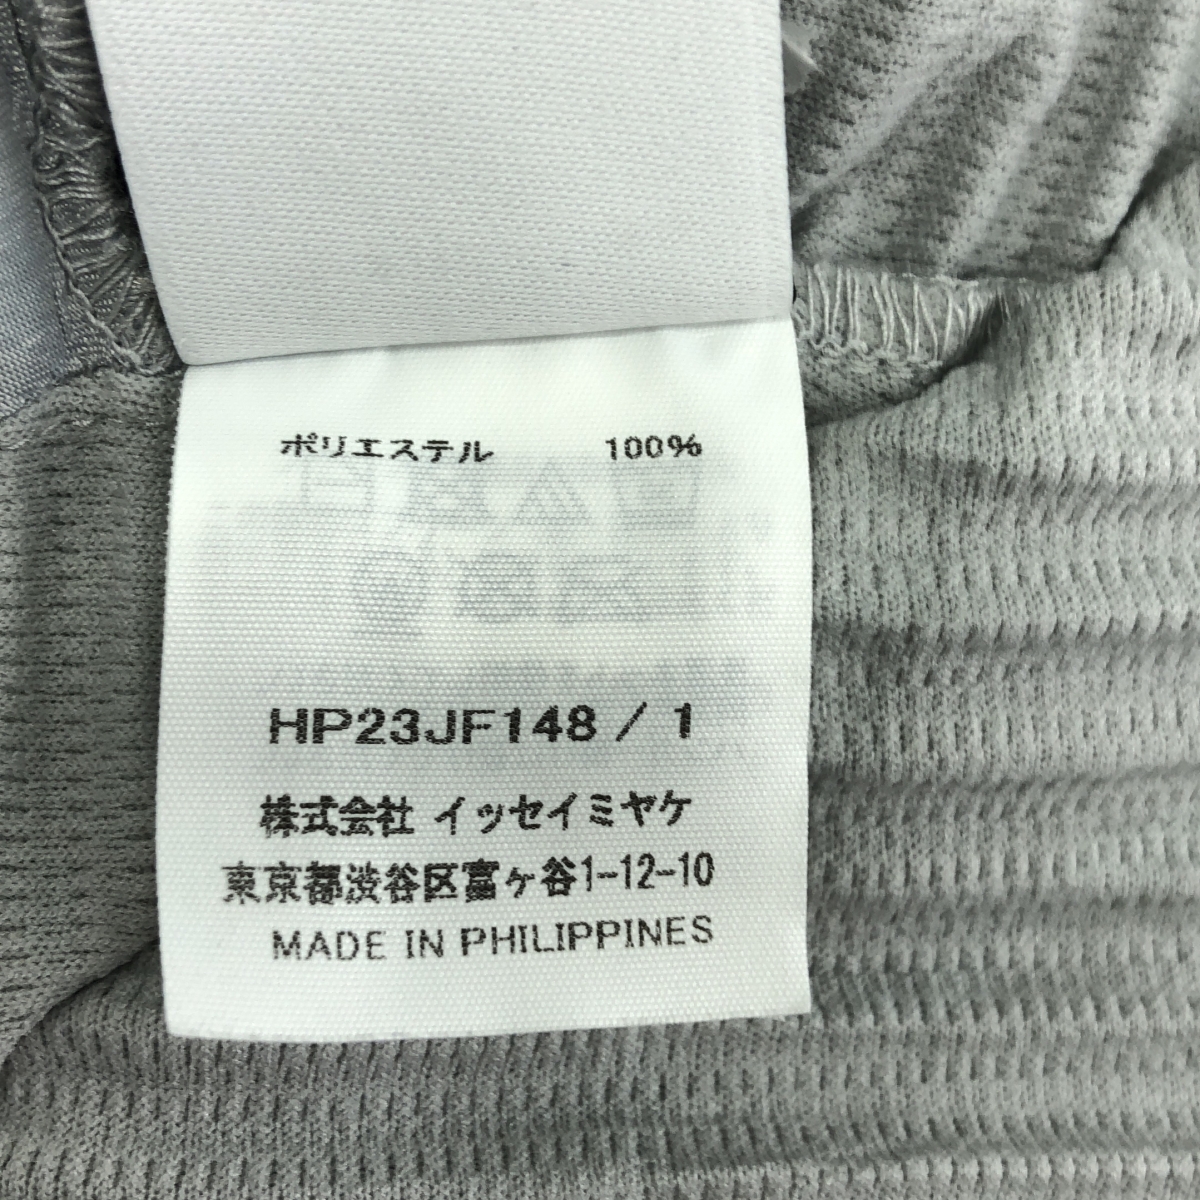 ポリエステル 100%
HP23JF148 / 1
株式会社 イッセイミヤケ
東京都渋谷区富ヶ谷1-12-10
MADE IN PHILIPPINES